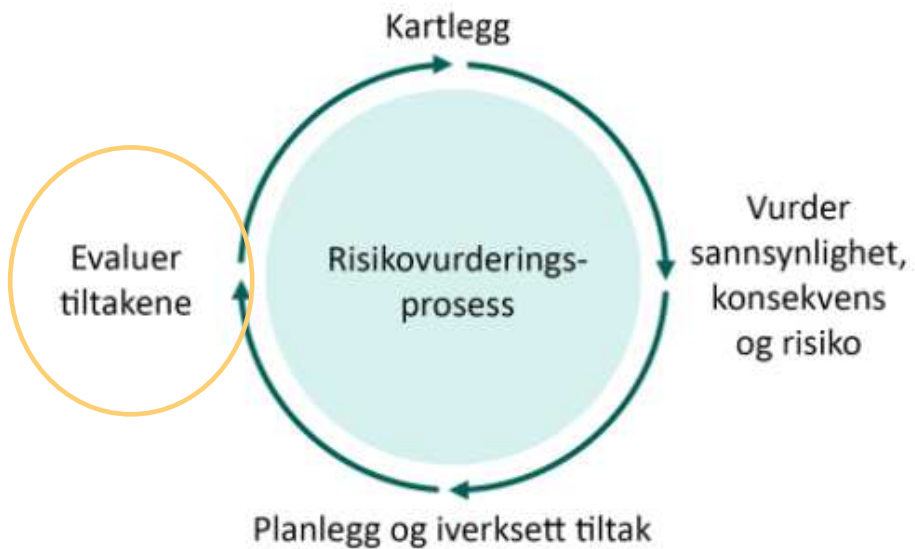 Kartlegg
Vurder
sannsynlighet,
konsekvens
og risiko
Planlegg og iverksett tiltak
Evaluer
tiltakene
Risikovurderings-
prosess